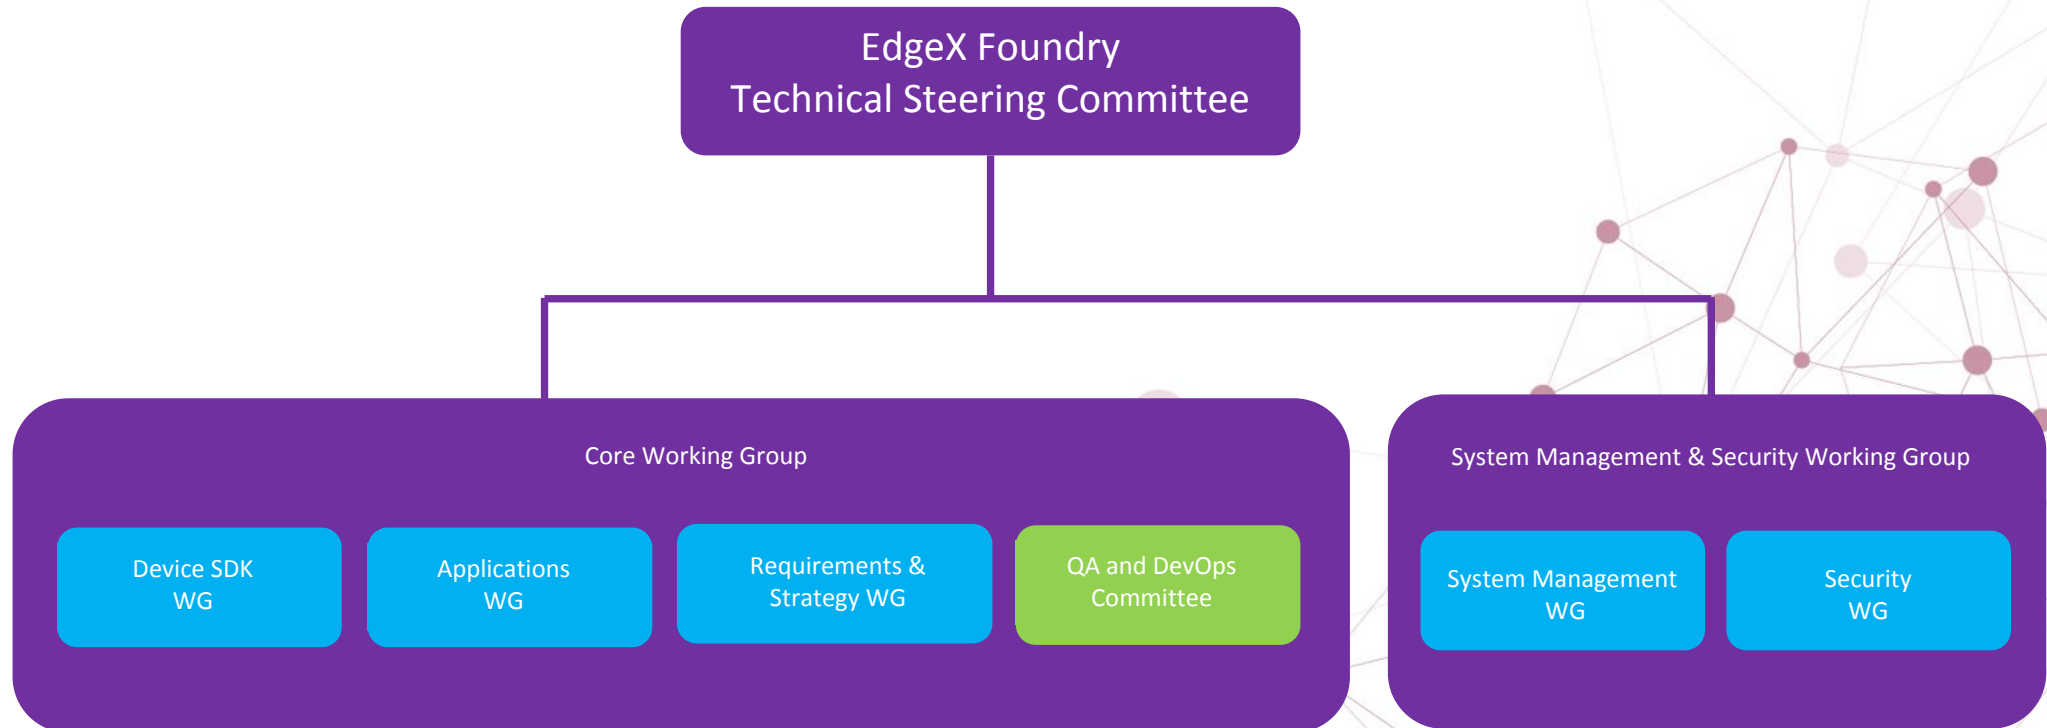 EdgeX Foundry
Technical Steering Committee
Core Working Group
Device SDK
WG
Applications
WG
Requirements &
Strategy WG
QA and DevOps
Committee
System Management & Security Working Group
System Management
WG
Security
WG